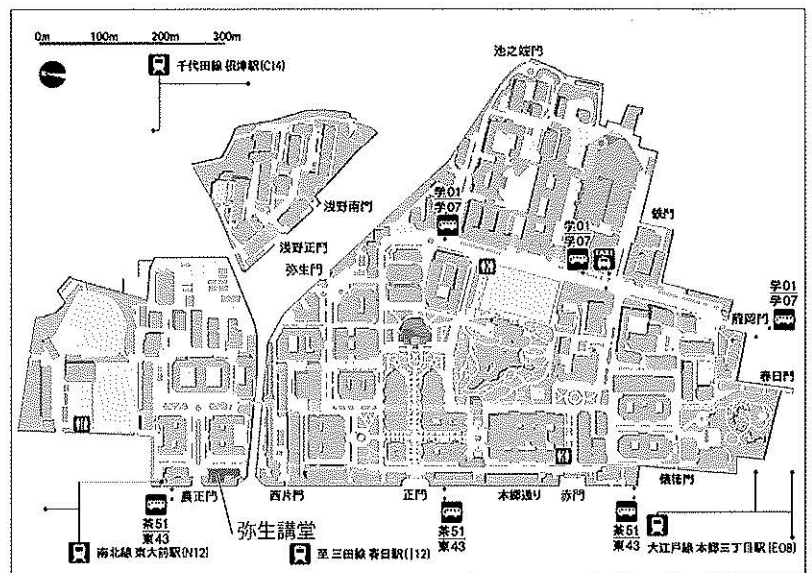 0m 100m 200m 300m
千代田線 根津駅(C14)
池之端門
浅野南門
浅野正門
弥生門
学01
学07
学01
学07
TAXI
鉄門
学01
学07
龍岡門
春日門
懐徳門
農正門
西片門
正門
本郷通り
赤門
茶51
東43
弥生講堂
茶51
東43
茶51
東43
南北線 東大前駅(N12)
至 三田線 春日駅(I12)
大江戸線 本郷三丁目駅(E08)